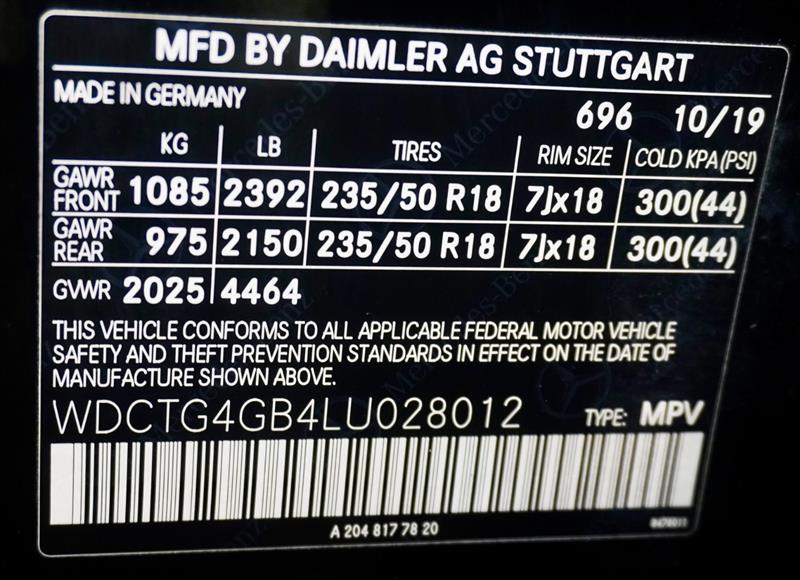 MFD BY DAIMLER AG STUTTGART
MADE IN GERMANY
696 10/19
KG LB TIRES RIM SIZE COLD KPA(PSI)
GAWR FRONT 1085 2392 235/50 R18 7Jx18 300(44)
GAWR REAR 975 2150 235/50 R18 7Jx18 300(44)
GVWR 2025 4464
THIS VEHICLE CONFORMS TO ALL APPLICABLE FEDERAL MOTOR VEHICLE
SAFETY AND THEFT PREVENTION STANDARDS IN EFFECT ON THE DATE OF
MANUFACTURE SHOWN ABOVE.
WDCTG4GB4LU028012 TYPE: MPV
A 204 817 78 20